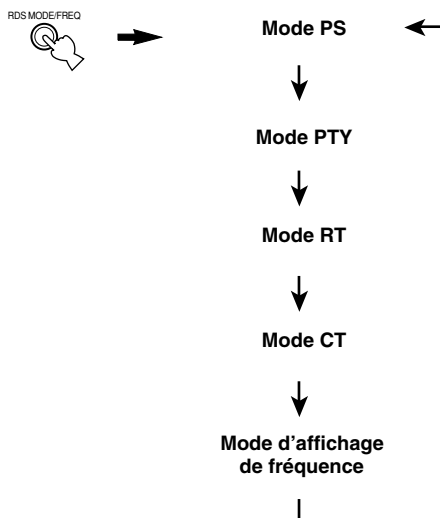 RDS MODE/FREQ
Mode PS
Mode PTY
Mode RT
Mode CT
Mode d'affichage
de fréquence